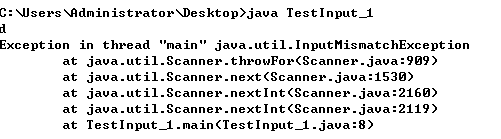 C:\Users\Administrator\Desktop>java TestInput_1
d
Exception in thread "main" java.util.InputMismatchException
at java.util.Scanner.throwFor(Scanner.java:909)
at java.util.Scanner.next(Scanner.java:1530)
at java.util.Scanner.nextInt(Scanner.java:2160)
at java.util.Scanner.nextInt(Scanner.java:2119)
at TestInput_1.main(TestInput_1.java:8)